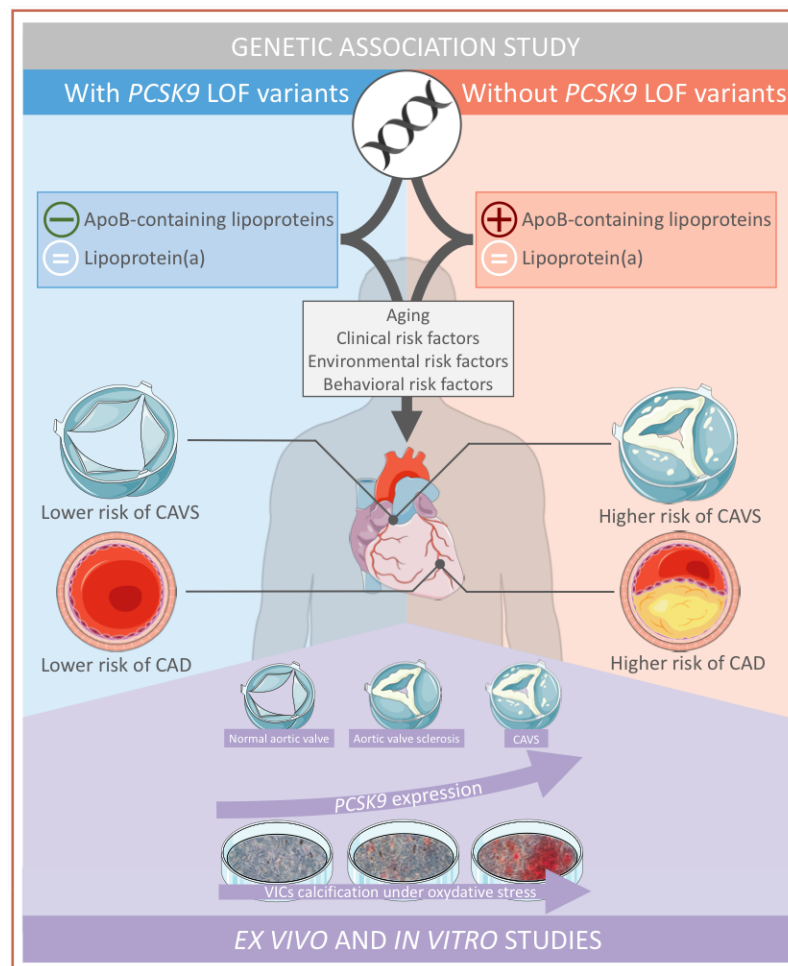 GENETIC ASSOCIATION STUDY
With PCSK9 LOF variants
Without PCSK9 LOF variants
ApoB-containing lipoproteins
Lipoprotein(a)
ApoB-containing lipoproteins
Lipoprotein(a)
Aging
Clinical risk factors
Environmental risk factors
Behavioral risk factors
Lower risk of CAVS
Higher risk of CAVS
Lower risk of CAD
Higher risk of CAD
Normal aortic valve
Aortic valve sclerosis
CAVS
PCSK9 expression
VICs calcification under oxydative stress
EX VIVO AND IN VITRO STUDIES